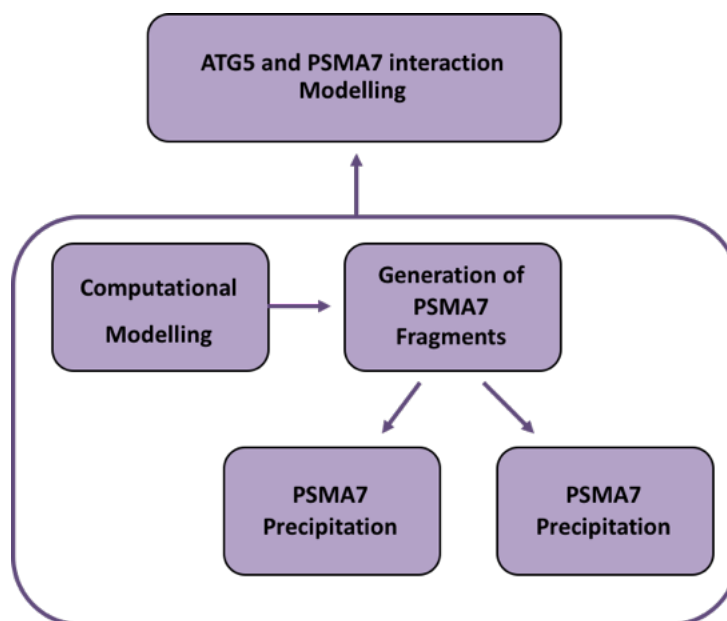 ATG5 and PSMA7 interaction
Modelling
Computational
Modelling
Generation of
PSMA7
Fragments
PSMA7
Precipitation
PSMA7
Precipitation